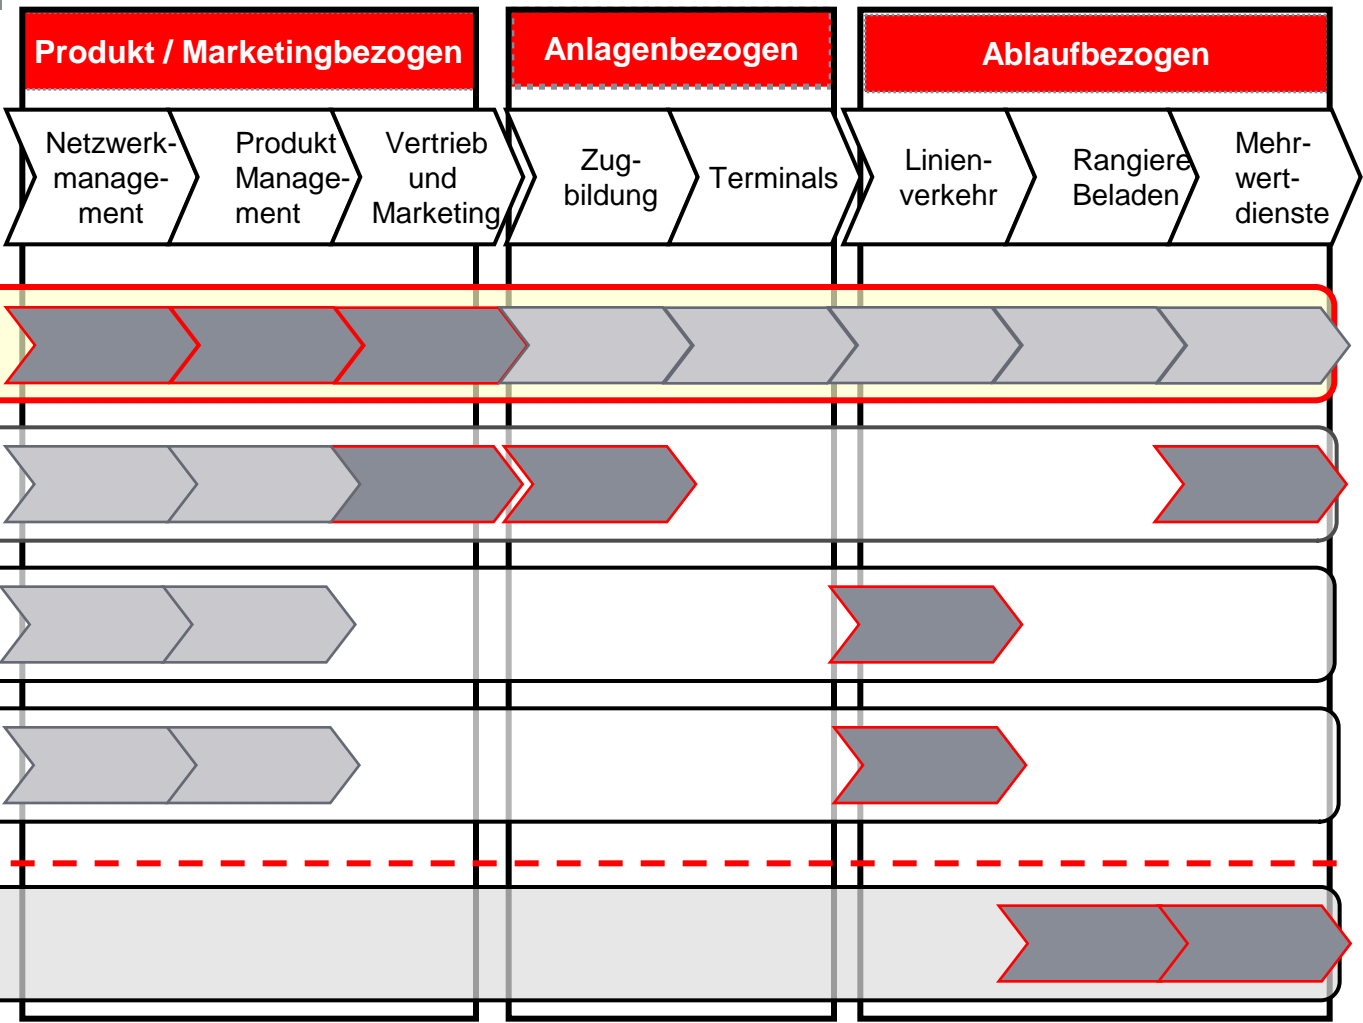 Produkt / Marketingbezogen
Anlagenbezogen
Ablaufbezogen
Netzwerk-
manage-
ment
Produkt
Manage-
ment
Vertrieb
und
Marketing
Zug-
bildung
Terminals
Linien-
verkehr
Rangiere
Beladen
Mehr-
wert-
dienste